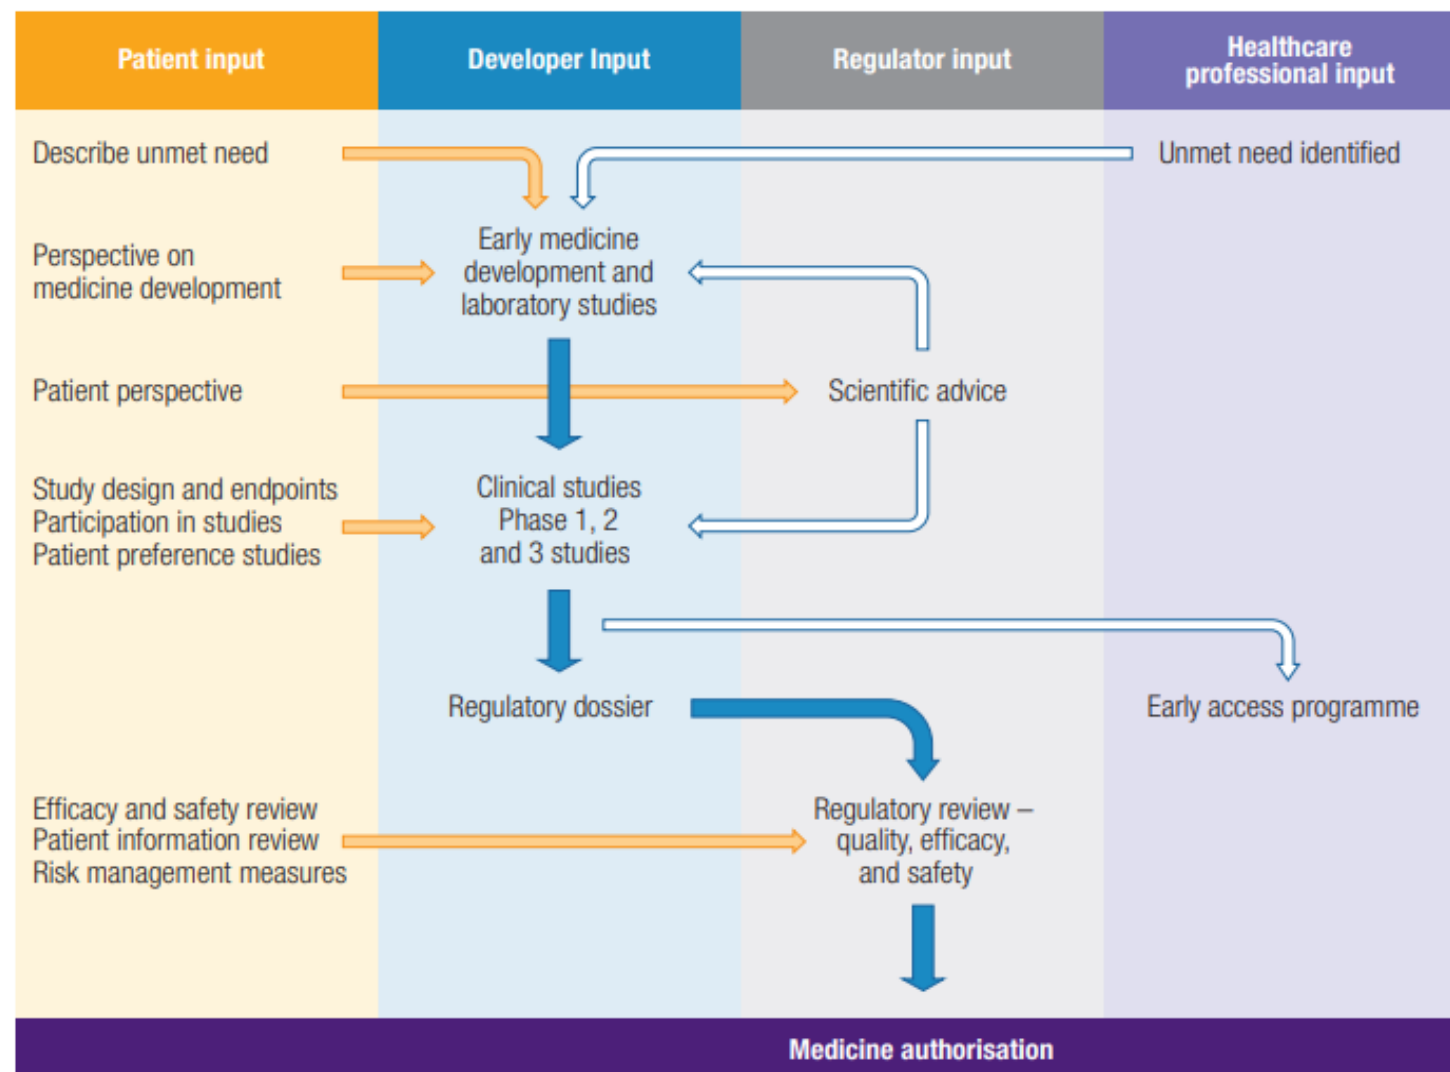 Patient input
Developer Input
Regulator input
Healthcare
professional input
Describe unmet need
Unmet need identified
Perspective on
medicine development
Early medicine
development and
laboratory studies
Patient perspective
Scientific advice
Study design and endpoints
Participation in studies
Patient preference studies
Clinical studies
Phase 1, 2
and 3 studies
Regulatory dossier
Early access programme
Efficacy and safety review
Patient information review
Risk management measures
Regulatory review –
quality, efficacy,
and safety
Medicine authorisation